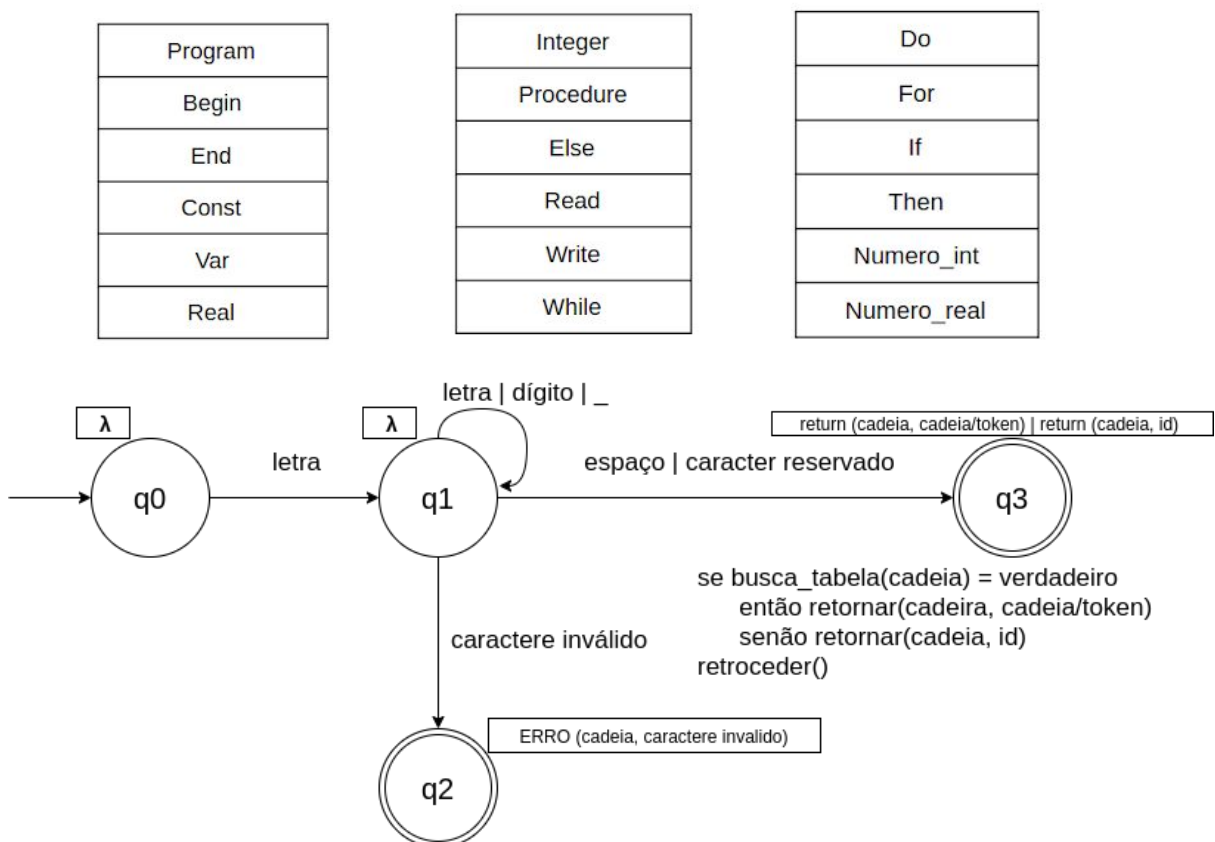 Program
Begin
End
Const
Var
Real
Integer
Procedure
Else
Read
Write
While
Do
For
If
Then
Numero_int
Numero_real
letra | dígito | _
λ
λ
return (cadeia, cadeia/token) | return (cadeia, id)
letra
espaço | caracter reservado
q0
q1
q3
se busca_tabela(cadeia) = verdadeiro
então retornar(cadeira, cadeia/token)
senão retornar(cadeia, id)
retroceder()
caractere inválido
ERRO (cadeia, caractere invalido)
q2